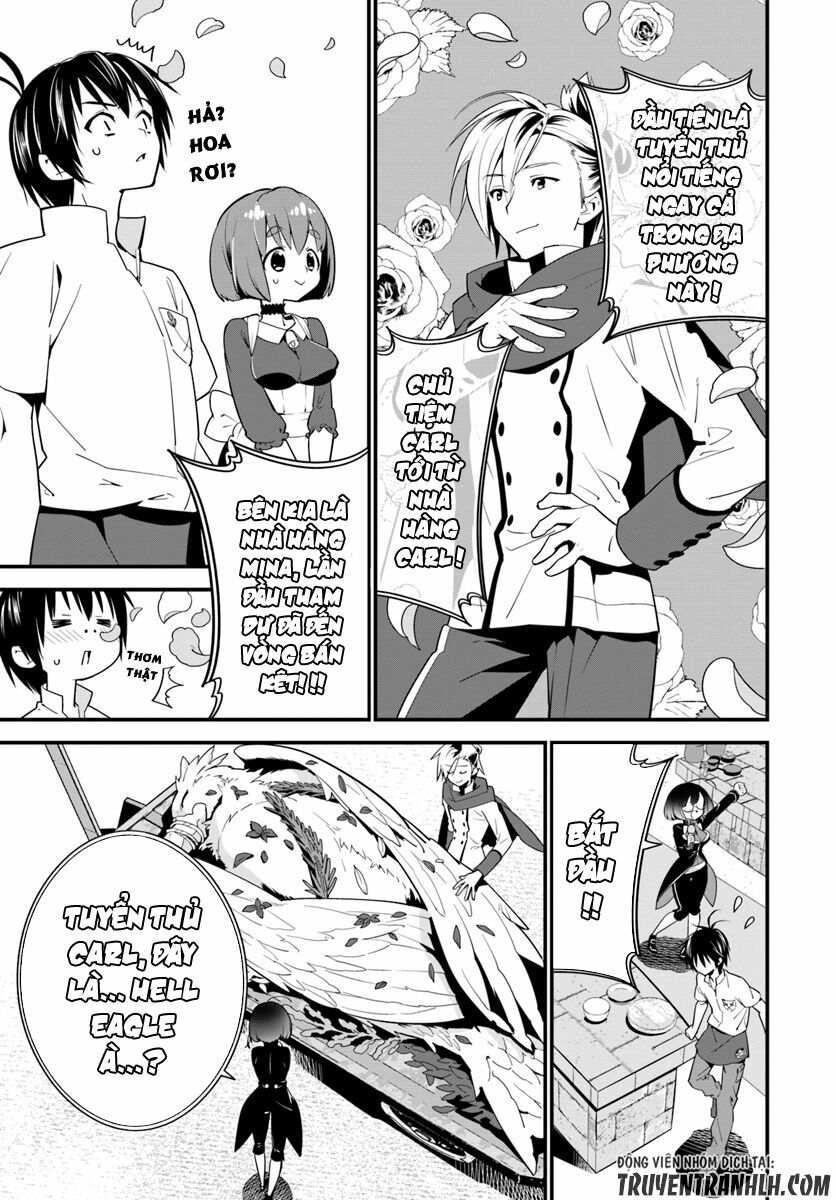 ĐẦU TIÊN LÀ
TUYỂN THỦ
NỔI TIẾNG
NGAY CẢ
TRONG ĐỊA
PHƯƠNG
NÀY!
CHỦ
TIỆM
CARL
TỚI TỪ
NHÀ
HÀNG
CARL!
HẢ?
HOA
RƠI?
BÊN KIA LÀ
NHÀ HÀNG
MINA, LẦN
ĐẦU THAM
DỰ ĐÃ ĐẾN
VÒNG BÁN
KẾT!!!
THƠM
THẬT
BẮT
ĐẦU
!!
TUYỂN THỦ
CARL, ĐÂY
LÀ... HELL
EAGLE
À...?
ĐỘNG VIÊN NHÓM DỊCH TẠI:
TRUYENTRANHLH.COM